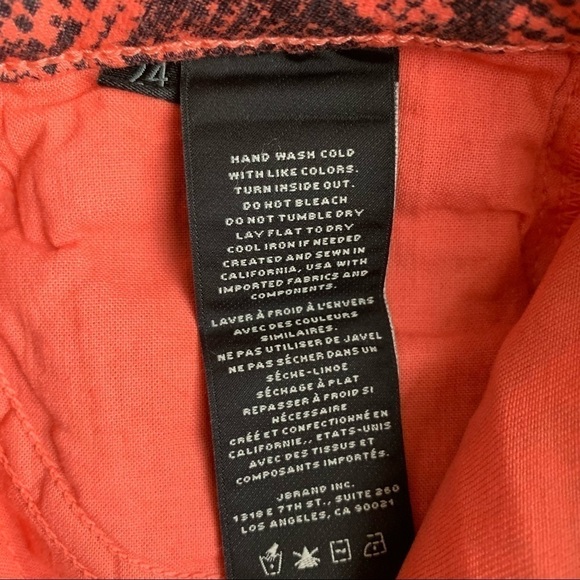 24
HAND WASH COLD
WITH LIKE COLORS.
TURN INSIDE OUT.
DO NOT BLEACH
DO NOT TUMBLE DRY
LAY FLAT TO DRY
COOL IRON IF NEEDED
CREATED AND SEWN IN
CALIFORNIA, USA WITH
IMPORTED FABRICS AND
COMPONENTS.
LAVER À FROID À L'ENVERS
AVEC DES COULEURS
SIMILAIRES.
NE PAS UTILISER DE JAVEL
NE PAS SÉCHER DANS UN
SÈCHE-LINGE
SÉCHAGE À PLAT
REPASSER À FROID SI
NÉCESSAIRE
CRÉÉ ET CONFECTIONNÉ EN
CALIFORNIE,, ETATS-UNIS
AVEC DES TISSUS ET
COMPOSANTS IMPORTÉS.
JBRAND INC.
1318 E 7TH ST., SUITE 260
LOS ANGELES, CA 90021